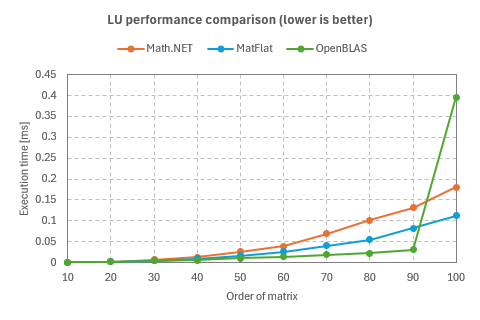 LU performance comparison (lower is better)
Math.NET MatFlat OpenBLAS
Execution time [ms]
0.45
0.4
0.35
0.3
0.25
0.2
0.15
0.1
0.05
0
10 20 30 40 50 60 70 80 90 100
Order of matrix